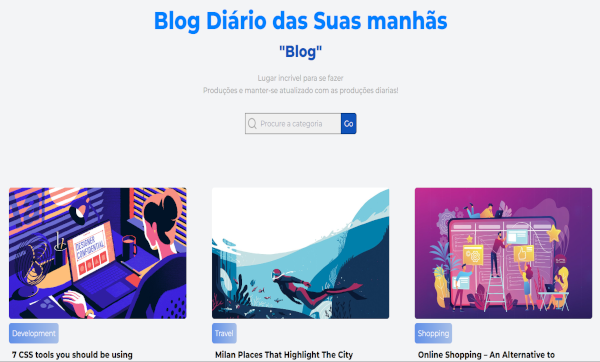 Blog Diário das Suas manhãs
"Blog"
Lugar incrivel para se fazer
Produções e manter-se atualizado com as produções diarias!
Procure a categoria
Go
DESIGNER
CONFIDENTIAL
Development
Travel
Shopping
7 CSS tools you should be using
Milan Places That Highlight The City
Online Shopping – An Alternative to